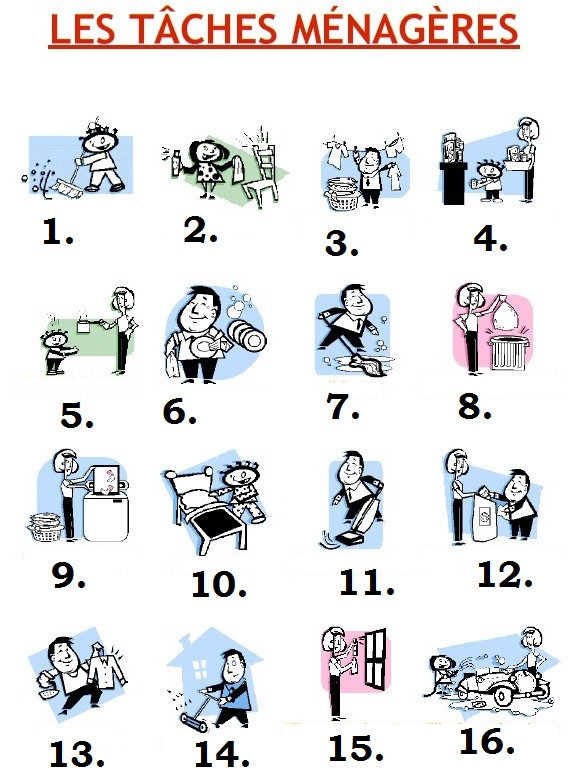 LES TÂCHES MÉNAGÈRES
1. 2. 3. 4.
5. 6. 7. 8.
9. 10. 11. 12.
13. 14. 15. 16.